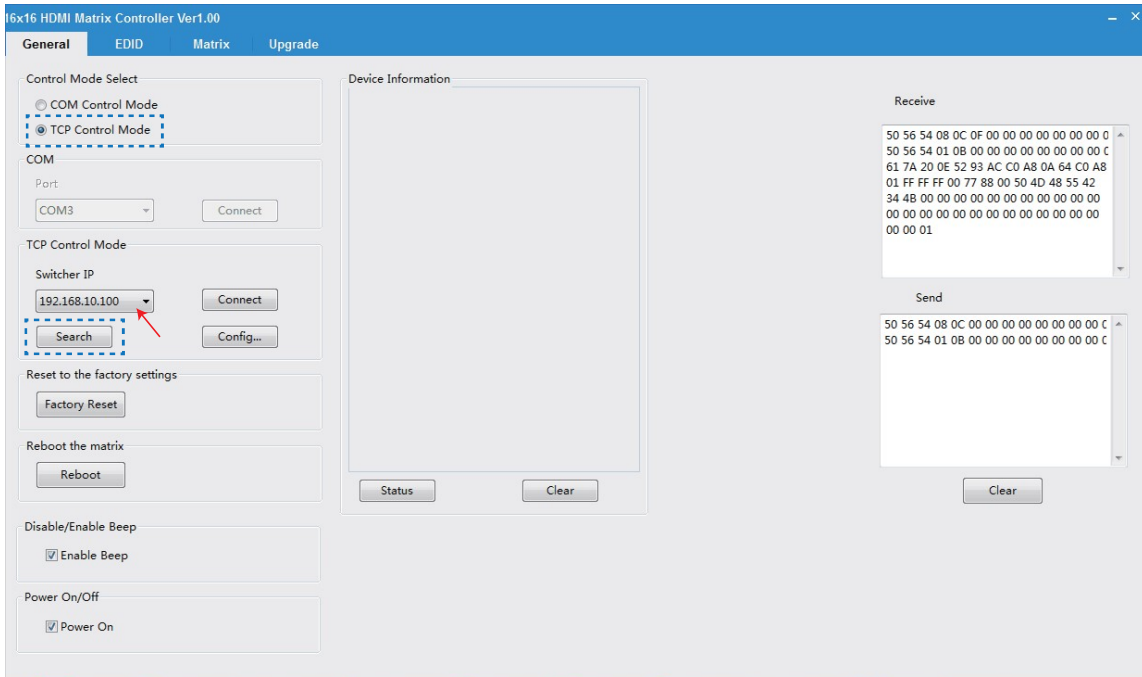 16x16 HDMI Matrix Controller Ver1.00
General EDID Matrix Upgrade
Control Mode Select
COM Control Mode
TCP Control Mode
COM
Port
COM3 Connect
TCP Control Mode
Switcher IP
192.168.10.100 Connect
Search Config...
Reset to the factory settings
Factory Reset
Reboot the matrix
Reboot
Disable/Enable Beep
Enable Beep
Power On/Off
Power On
Device Information
Status Clear
Receive
50 56 54 08 0C 0F 00 00 00 00 00 00 00 0
50 56 54 01 0B 00 00 00 00 00 00 00 00
61 7A 20 0E 52 93 AC C0 A8 0A 64 C0 A8
01 FF FF FF 00 77 88 00 50 4D 48 55 42
34 4B 00 00 00 00 00 00 00 00 00 00 00
00 00 00 00 00 00 00 00 00 00 00 00 00
00 00 01
Send
50 56 54 08 0C 00 00 00 00 00 00 00 00
50 56 54 01 0B 00 00 00 00 00 00 00 00
Clear